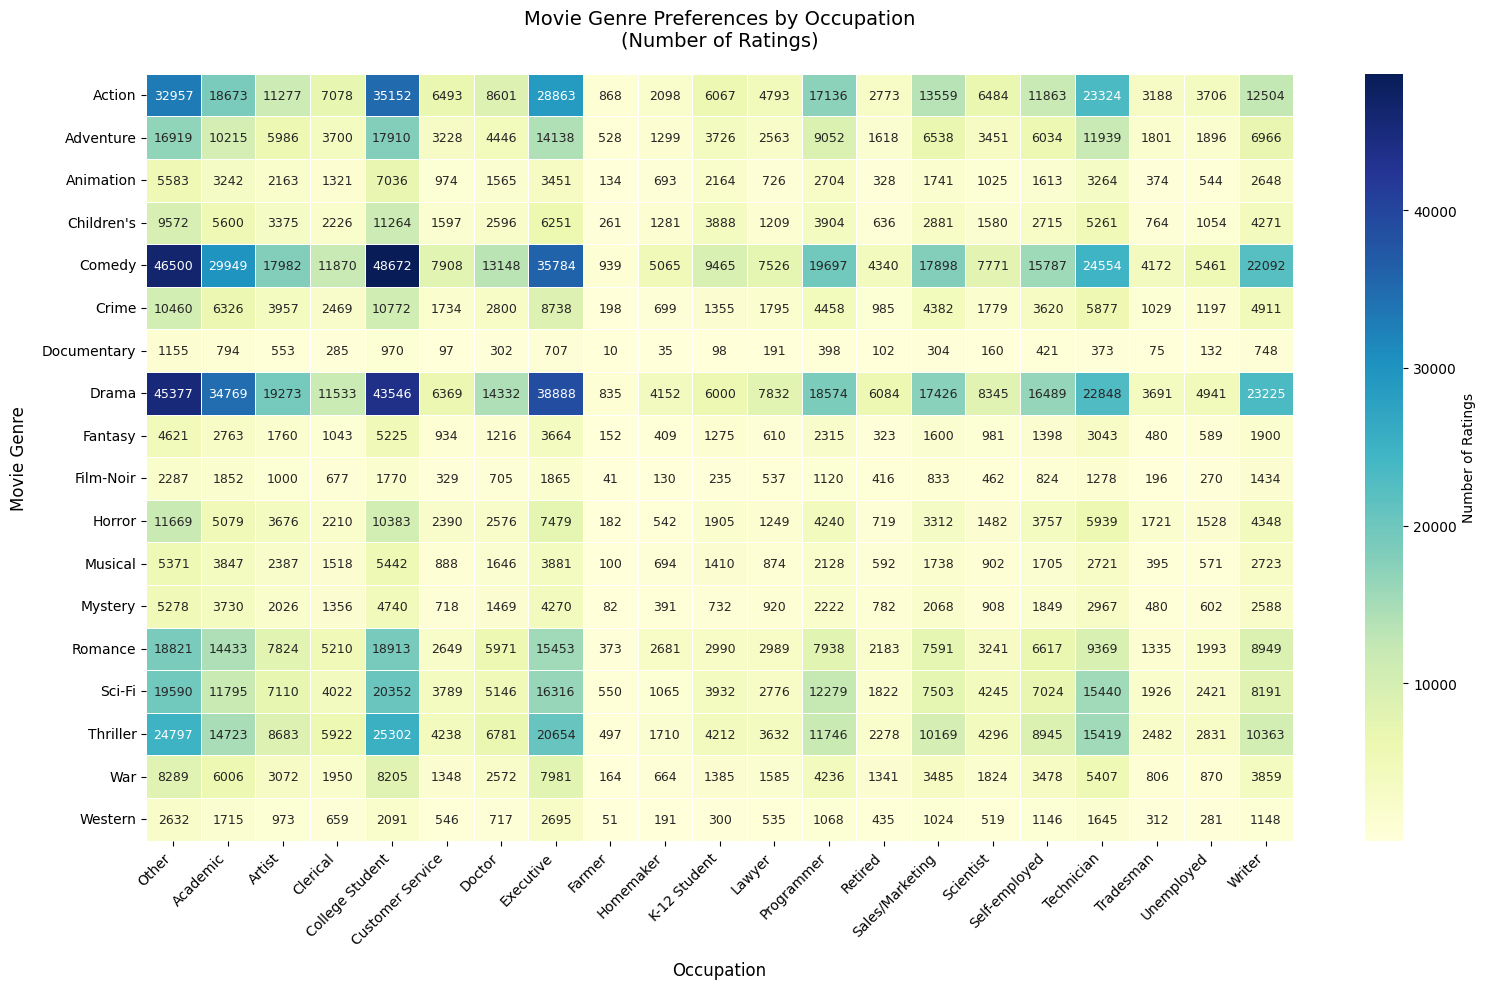 Movie Genre Preferences by Occupation
(Number of Ratings)
Movie Genre
Action 32957 18673 11277 7078 35152 6493 8601 28863 868 2098 6067 4793 17136 2773 13559 6484 11863 23324 3188 3706 12504
Adventure 16919 10215 5986 3700 17910 3228 4446 14138 528 1299 3726 2563 9052 1618 6538 3451 6034 11939 1801 1896 6966
Animation 5583 3242 2163 1321 7036 974 1565 3451 134 693 2164 726 2704 328 1741 1025 1613 3264 374 544 2648
Children's 9572 5600 3375 2226 11264 1597 2596 6251 261 1281 3888 1209 3904 636 2881 1580 2715 5261 764 1054 4271
Comedy 46500 29949 17982 11870 48672 7908 13148 35784 939 5065 9465 7526 19697 4340 17898 7771 15787 24554 4172 5461 22092
Crime 10460 6326 3957 2469 10772 1734 2800 8738 198 699 1355 1795 4458 985 4382 1779 3620 5877 1029 1197 4911
Documentary 1155 794 553 285 970 97 302 707 10 35 98 191 398 102 304 160 421 373 75 132 748
Drama 45377 34769 19273 11533 43546 6369 14332 38888 835 4152 6000 7832 18574 6084 17426 8345 16489 22848 3691 4941 23225
Fantasy 4621 2763 1760 1043 5225 934 1216 3664 152 409 1275 610 2315 323 1600 981 1398 3043 480 589 1900
Film-Noir 2287 1852 1000 677 1770 329 705 1865 41 130 235 537 1120 416 833 462 824 1278 196 270 1434
Horror 11669 5079 3676 2210 10383 2390 2576 7479 182 542 1905 1249 4240 719 3312 1482 3757 5939 1721 1528 4348
Musical 5371 3847 2387 1518 5442 888 1646 3881 100 694 1410 874 2128 592 1738 902 1705 2721 395 571 2723
Mystery 5278 3730 2026 1356 4740 718 1469 4270 82 391 732 920 2222 782 2068 908 1849 2967 480 602 2588
Romance 18821 14433 7824 5210 18913 2649 5971 15453 373 2681 2990 2989 7938 2183 7591 3241 6617 9369 1335 1993 8949
Sci-Fi 19590 11795 7110 4022 20352 3789 5146 16316 550 1065 3932 2776 12279 1822 7503 4245 7024 15440 1926 2421 8191
Thriller 24797 14723 8683 5922 25302 4238 6781 20654 497 1710 4212 3632 11746 2278 10169 4296 8945 15419 2482 2831 10363
War 8289 6006 3072 1950 8205 1348 2572 7981 164 664 1385 1585 4236 1341 3485 1824 3478 5407 806 870 3859
Western 2632 1715 973 659 2091 546 717 2695 51 191 300 535 1068 435 1024 519 1146 1645 312 281 1148
Other Academic Artist Clerical College Student Customer Service Doctor Executive Farmer Homemaker K-12 Student Lawyer Programmer Retired Sales/Marketing Scientist Self-employed Technician Tradesman Unemployed Writer
Occupation
40000
30000
20000
10000
Number of Ratings